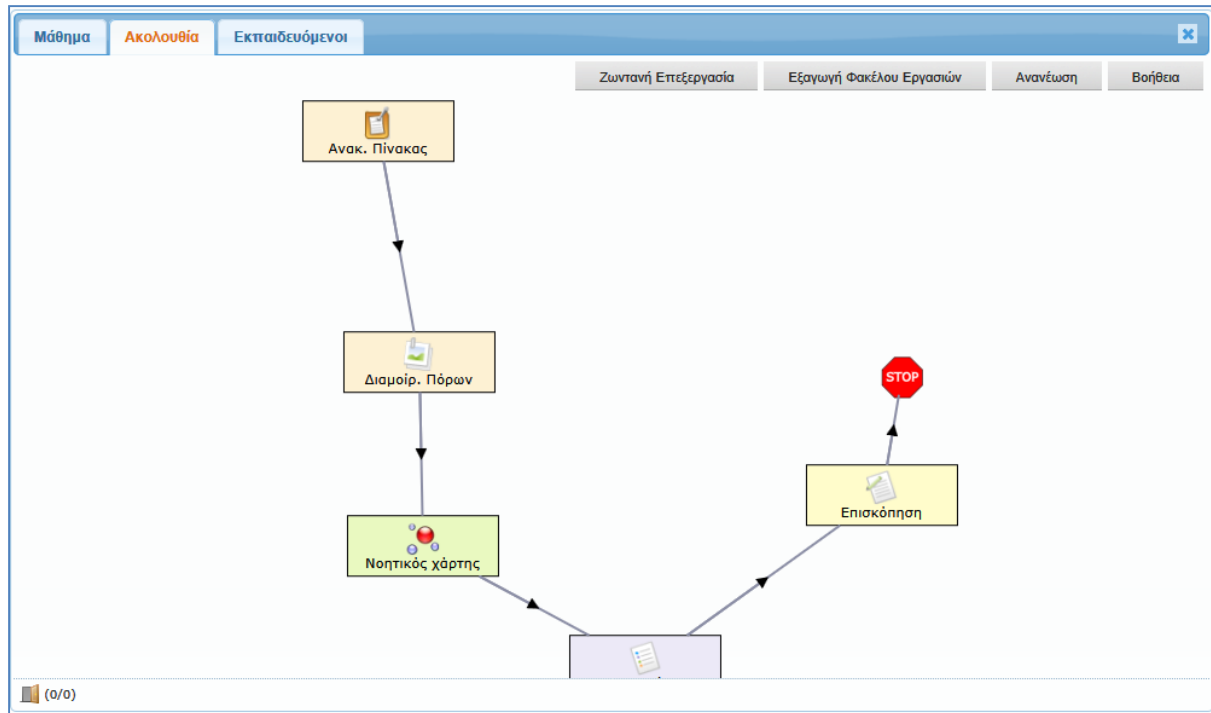 Μάθημα
Ακολουθία
Εκπαιδευόμενοι
Ζωντανή Επεξεργασία
Εξαγωγή Φακέλου Εργασιών
Ανανέωση
Βοήθεια
Ανακ. Πίνακας
Διαμοίρ. Πόρων
STOP
Επισκόπηση
Νοητικός χάρτης
(0/0)